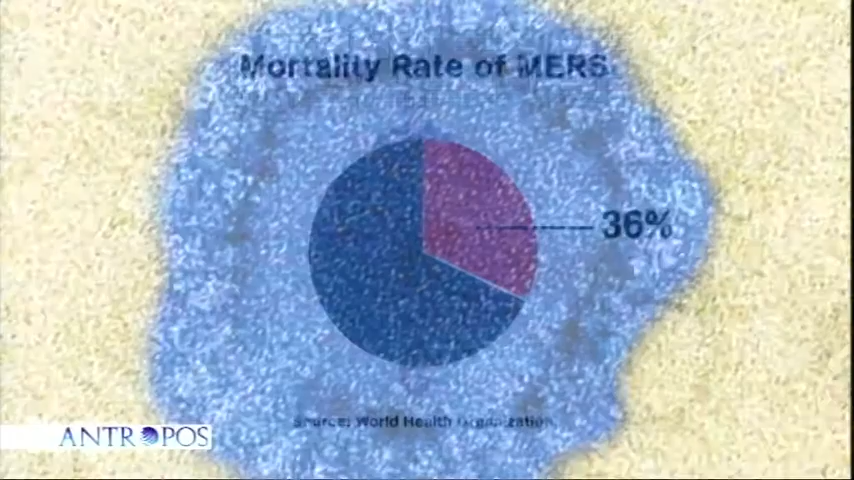 Mortality Rate of MERS
36%
Source: World Health Organization
ANTROPOS